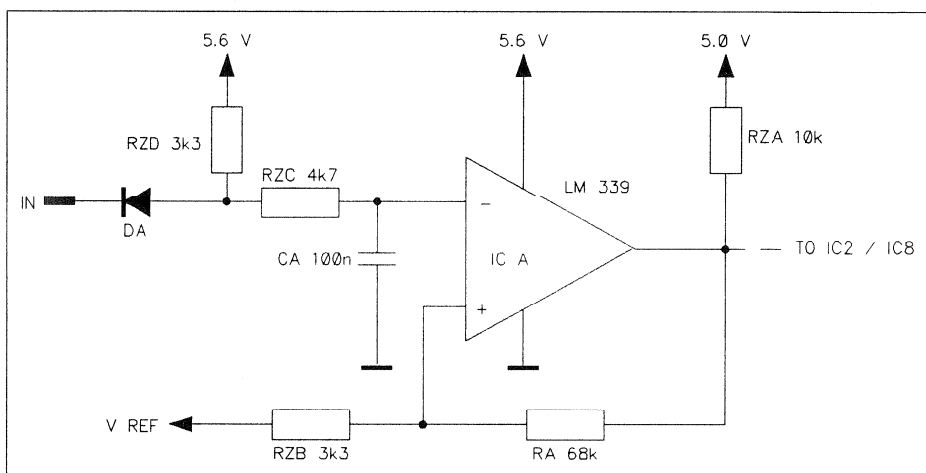 5.6 V
5.6 V
5.0 V
RZD 3k3
RZA 10k
RZC 4k7
LM 339
IN
DA
-
CA 100n
IC A
TO IC2 / IC8
+
V REF
RZB 3k3
RA 68k